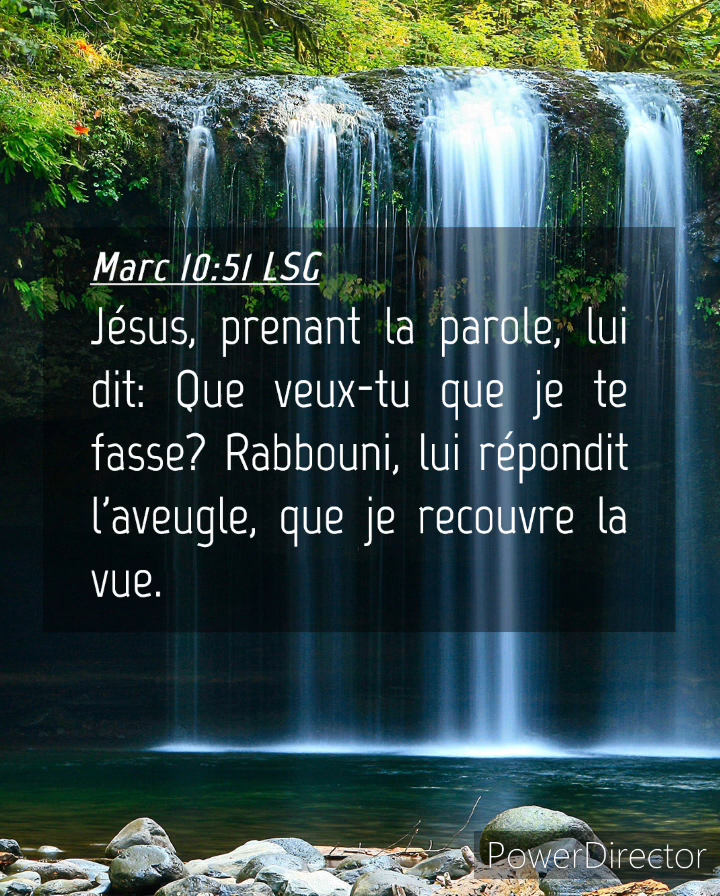 Marc 10:51 LSG
Jésus, prenant la parole, lui
dit: Que veux-tu que je te
fasse? Rabbouni, lui répondit
l'aveugle, que je recouvre la
vue.
PowerDirector